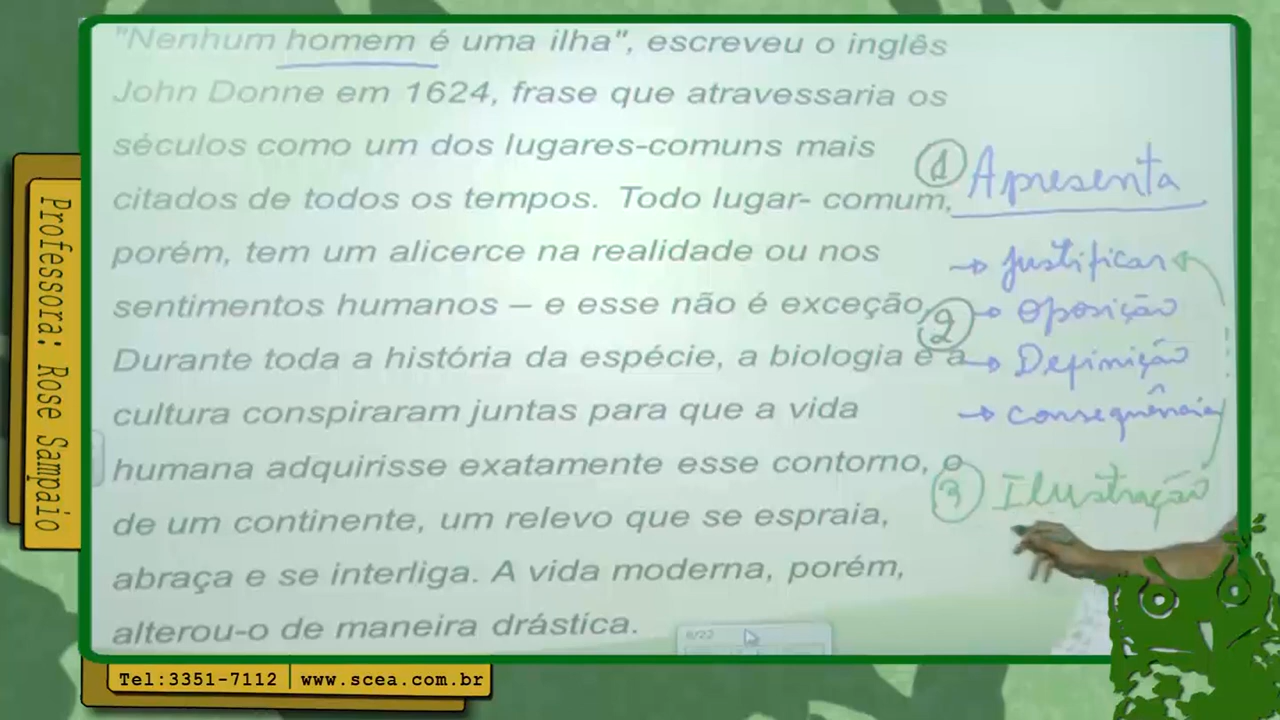 "Nenhum homem é uma ilha", escreveu o inglês
John Donne em 1624, frase que atravessaria os
séculos como um dos lugares-comuns mais
citados de todos os tempos. Todo lugar- comum,
porém, tem um alicerce na realidade ou nos
sentimentos humanos – e esse não é exceção.
Durante toda a história da espécie, a biologia e a
cultura conspiraram juntas para que a vida
humana adquirisse exatamente esse contorno, o
de um continente, um relevo que se espraia,
abraça e se interliga. A vida moderna, porém,
alterou-o de maneira drástica.
1 Apresenta
→ Justificar
2 → Oposição
→ Definição
→ consequência
3 Ilustração
8/22
Professora: Rose Sampaio
Tel:3351-7112 | www.scea.com.br